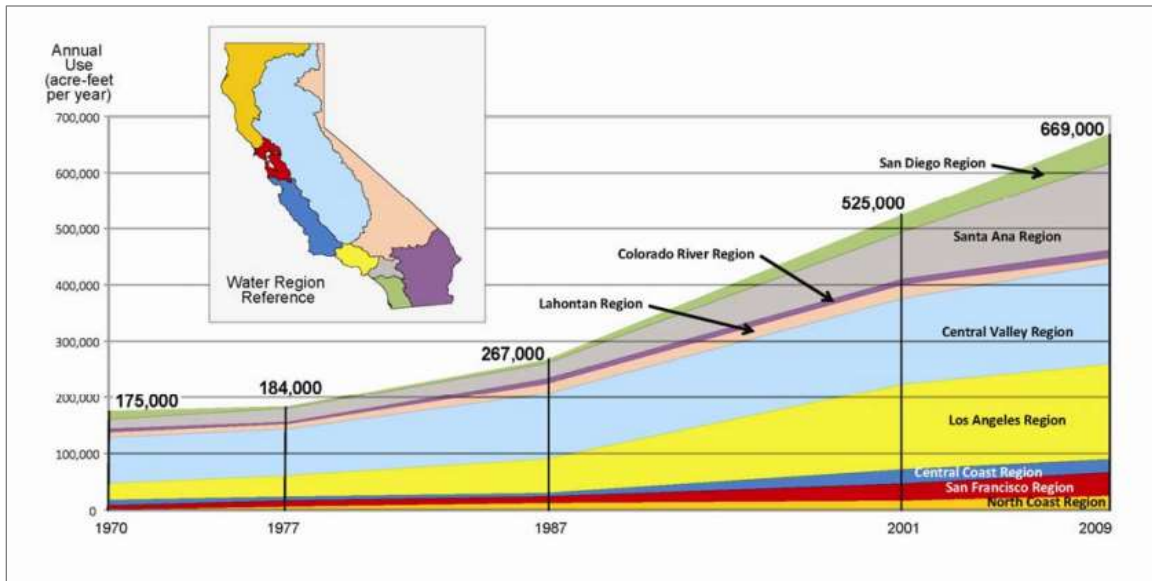 Annual
Use
(acre-feet
per year)
700,000
600,000
500,000
400,000
300,000
200,000
100,000
0
Water Region
Reference
175,000
184,000
267,000
525,000
669,000
San Diego Region
Santa Ana Region
Colorado River Region
Lahontan Region
Central Valley Region
Los Angeles Region
Central Coast Region
San Francisco Region
North Coast Region
1970
1977
1987
2001
2009